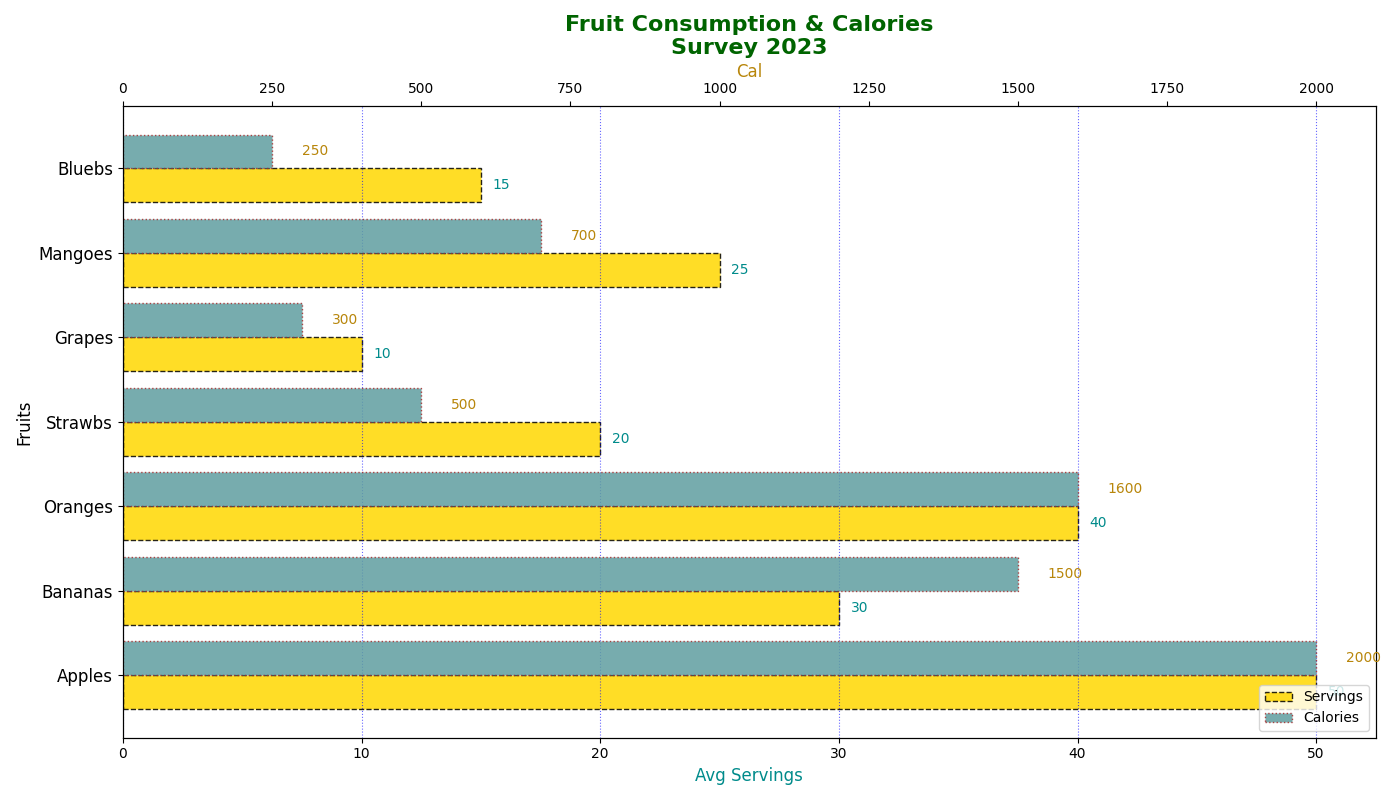 Fruit Consumption & Calories
Survey 2023
Cal
0 250 500 750 1000 1250 1500 1750 2000
Fruits
Bluebs
250
15
Mangoes
700
25
Grapes
300
10
Strawbs
500
20
Oranges
1600
40
Bananas
1500
30
Apples
2000
50
Servings
Calories
0 10 20 30 40 50
Avg Servings